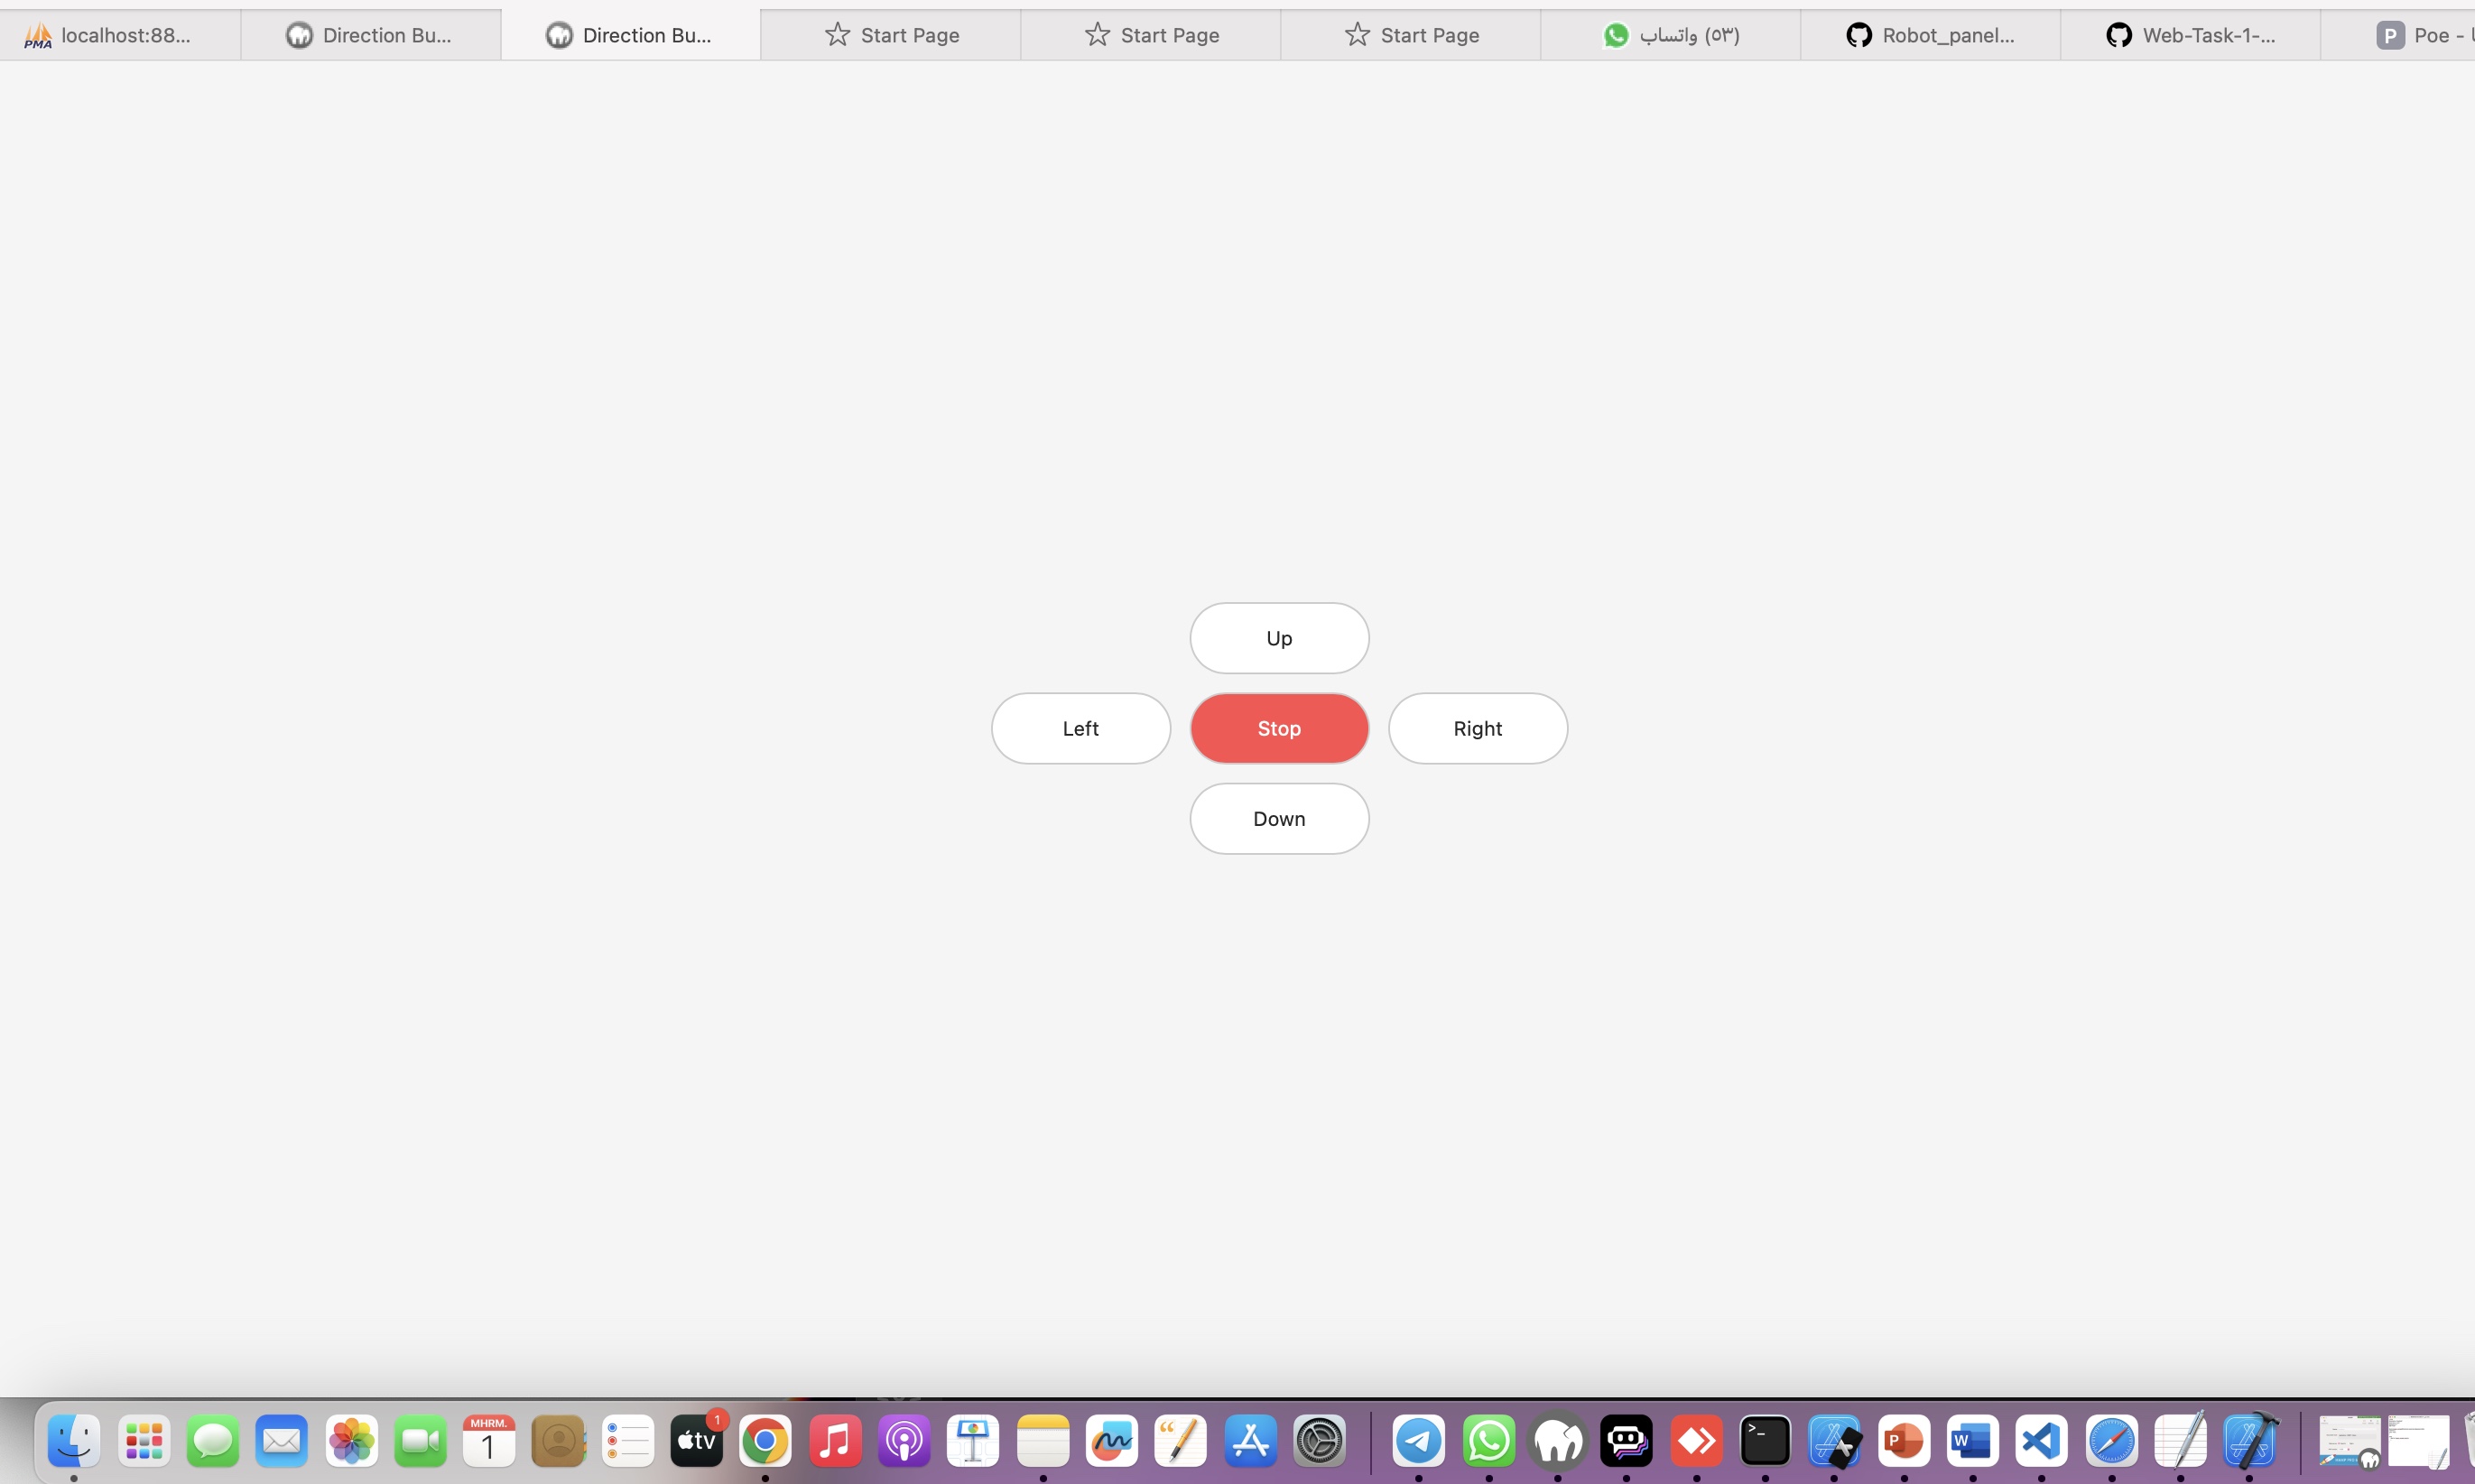 PMA localhost:88...
Direction Bu...
Direction Bu...
Start Page
Start Page
Start Page
(٥٣) واتساب
Robot_panel...
Web-Task-1-...
P Poe -
Up
Left
Stop
Right
Down
MHRM.
1
tv
1
>_
P
W